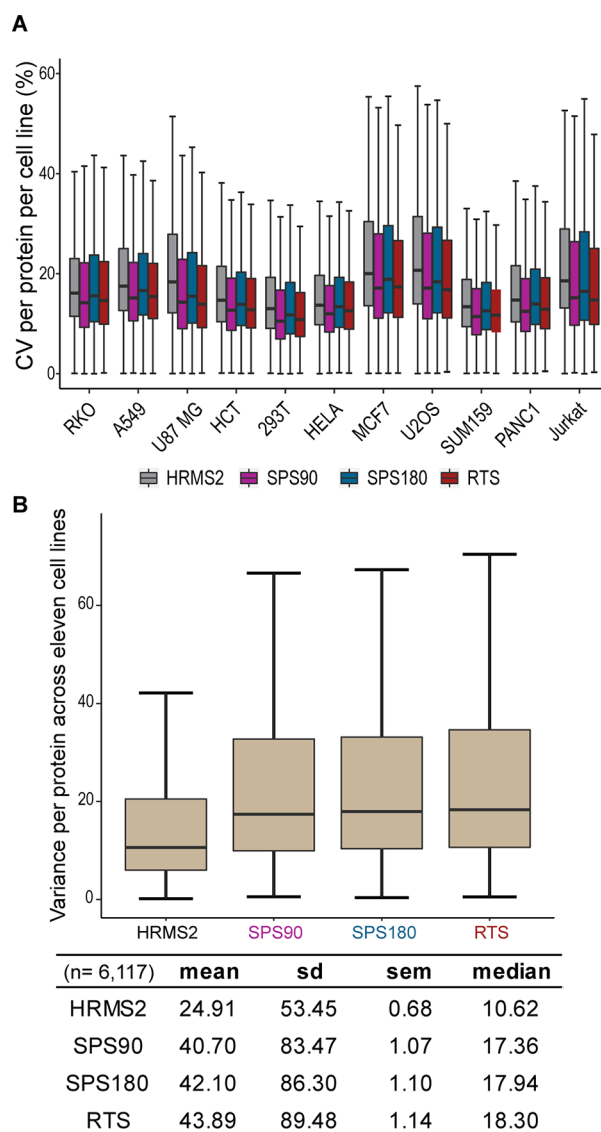 A
CV per protein per cell line (%)
60
40
20
0
RKO
A549
U87 MG
HCT
293T
HELA
MCF7
U2OS
SUM159
PANC1
Jurkat
HRMS2 SPS90 SPS180 RTS
B
Variance per protein across eleven cell lines
60
40
20
0
HRMS2 SPS90 SPS180 RTS
(n= 6,117) mean sd sem median
HRMS2 24.91 53.45 0.68 10.62
SPS90 40.70 83.47 1.07 17.36
SPS180 42.10 86.30 1.10 17.94
RTS 43.89 89.48 1.14 18.30